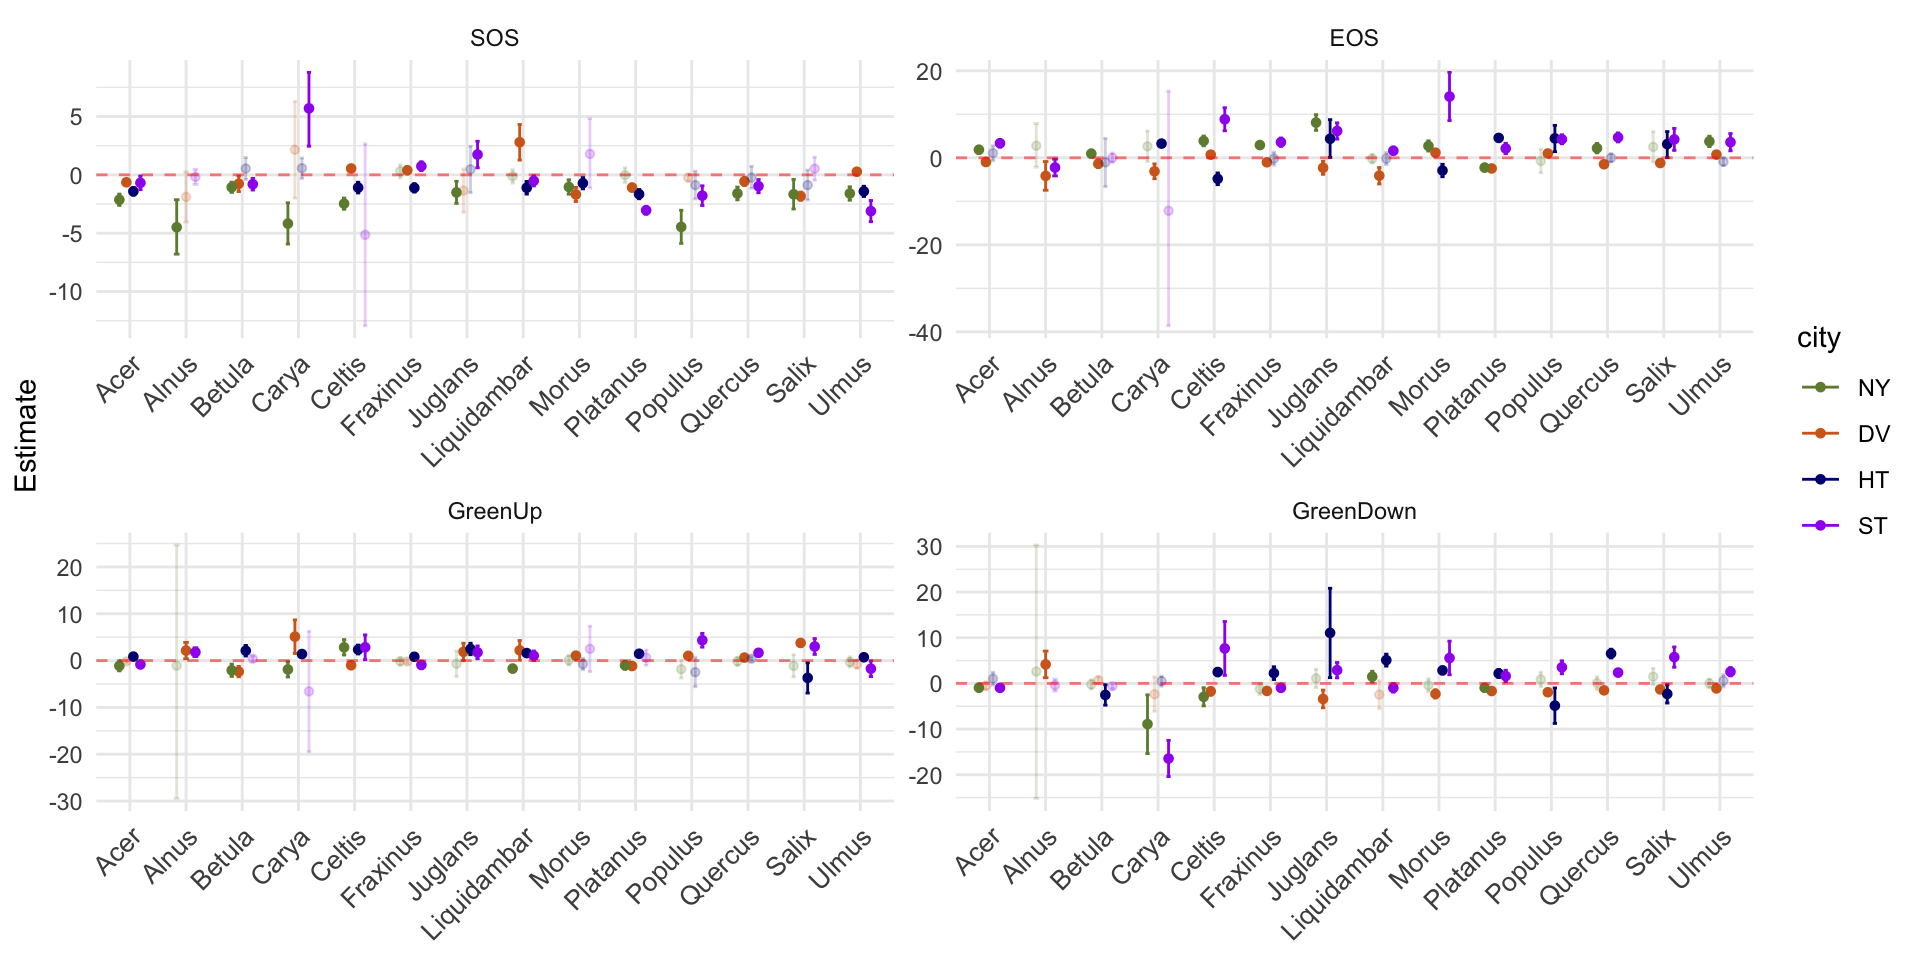 SOS
5
0
-5
-10
Acer
Alnus
Betula
Carya
Celtis
Fraxinus
Juglans
Liquidambar
Morus
Platanus
Populus
Quercus
Salix
Ulmus
EOS
20
0
-20
-40
Acer
Alnus
Betula
Carya
Celtis
Fraxinus
Juglans
Liquidambar
Morus
Platanus
Populus
Quercus
Salix
Ulmus
Estimate
GreenUp
20
10
0
-10
-20
-30
Acer
Alnus
Betula
Carya
Celtis
Fraxinus
Juglans
Liquidambar
Morus
Platanus
Populus
Quercus
Salix
Ulmus
GreenDown
30
20
10
0
-10
-20
Acer
Alnus
Betula
Carya
Celtis
Fraxinus
Juglans
Liquidambar
Morus
Platanus
Populus
Quercus
Salix
Ulmus
city
NY
DV
HT
ST